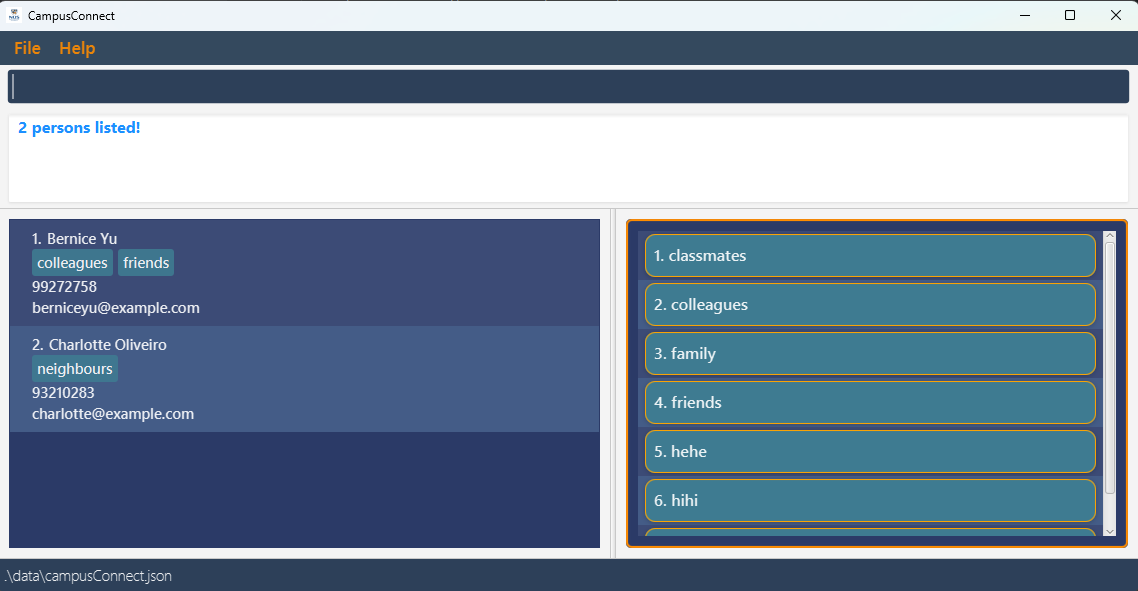 CampusConnect
File Help
2 persons listed!
1. Bernice Yu
colleagues friends
99272758
berniceyu@example.com
2. Charlotte Oliveiro
neighbours
93210283
charlotte@example.com
1. classmates
2. colleagues
3. family
4. friends
5. hehe
6. hihi
.\data\campusConnect.json